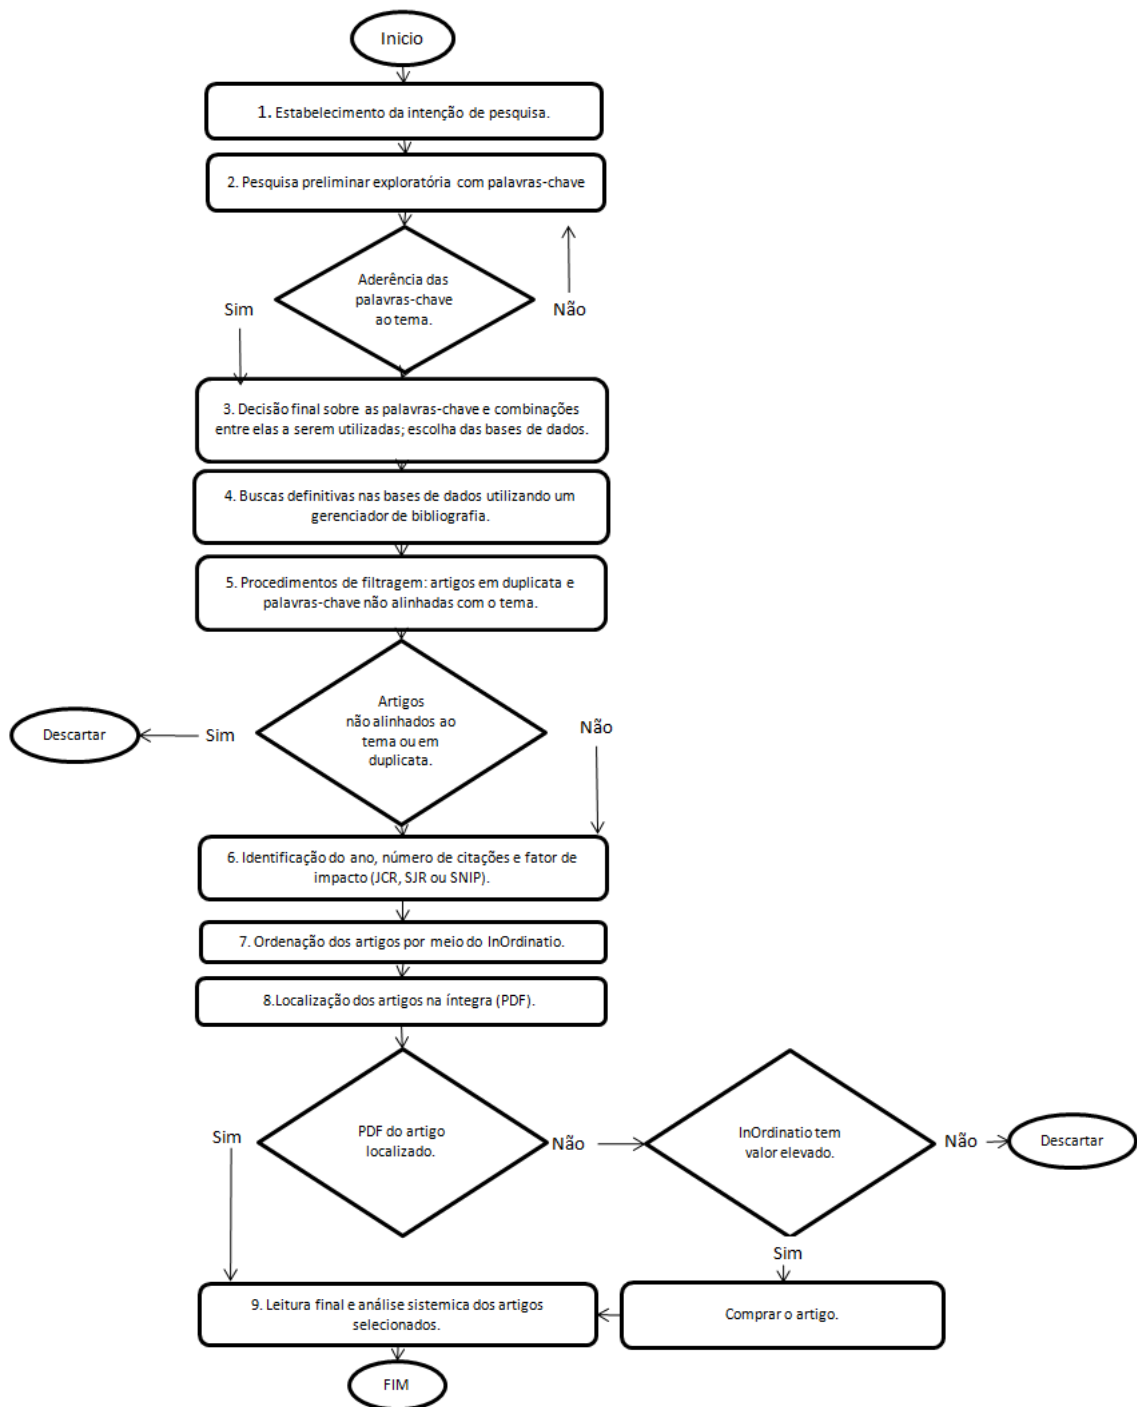 Inicio
1. Estabelecimento da intenção de pesquisa.
2. Pesquisa preliminar exploratória com palavras-chave
Aderência das
palavras-chave
ao tema.
Sim
Não
3. Decisão final sobre as palavras-chave e combinações
entre elas a serem utilizadas; escolha das bases de dados.
4. Buscas definitivas nas bases de dados utilizando um
gerenciador de bibliografia.
5. Procedimentos de filtragem: artigos em duplicata e
palavras-chave não alinhadas com o tema.
Artigos
não alinhados ao
tema ou em
duplicata.
Descartar
Sim
Não
6. Identificação do ano, número de citações e fator de
impacto (JCR, SJR ou SNIP).
7. Ordenação dos artigos por meio do InOrdinatio.
8.Localização dos artigos na íntegra (PDF).
Sim
PDF do artigo
localizado.
Não
InOrdinatio tem
valor elevado.
Não
Descartar
Sim
9. Leitura final e análise sistemica dos artigos
selecionados.
Comprar o artigo.
FIM